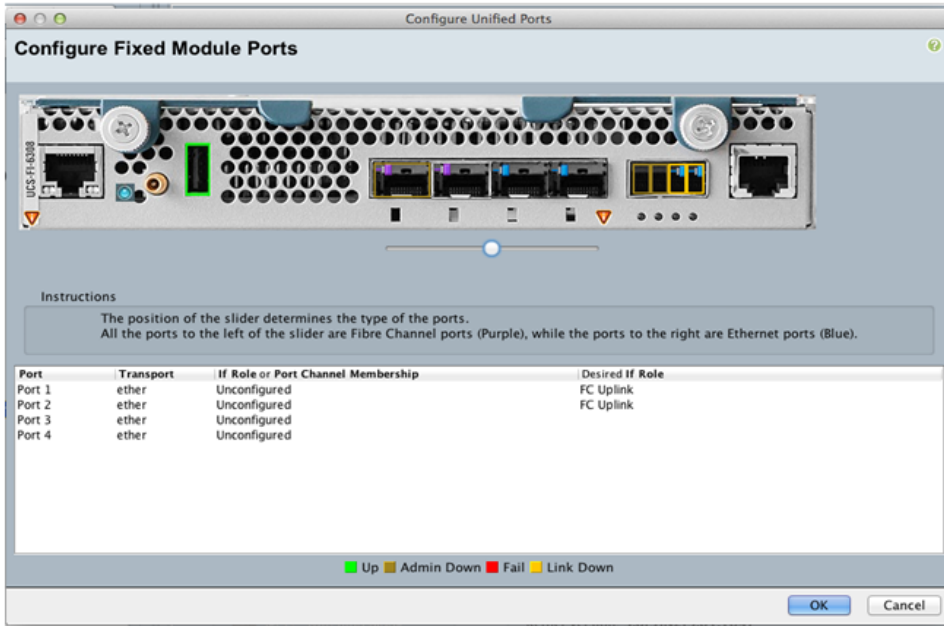 Configure Unified Ports
Configure Fixed Module Ports
?
UCS-FI-6308
Instructions
The position of the slider determines the type of the ports.
All the ports to the left of the slider are Fibre Channel ports (Purple), while the ports to the right are Ethernet ports (Blue).
Port Transport If Role or Port Channel Membership Desired If Role
Port 1 ether Unconfigured FC Uplink
Port 2 ether Unconfigured FC Uplink
Port 3 ether Unconfigured
Port 4 ether Unconfigured
Up Admin Down Fail Link Down
OK Cancel